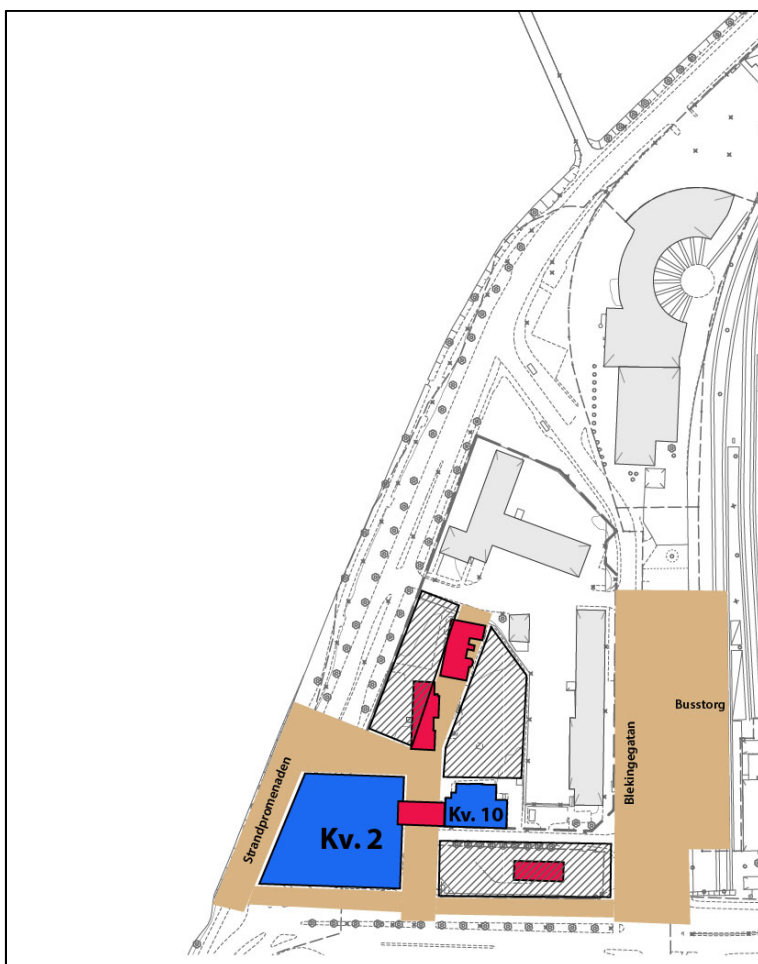 Busstorg
Blekingegatan
Strandpromenaden
Kv. 2
Kv. 10